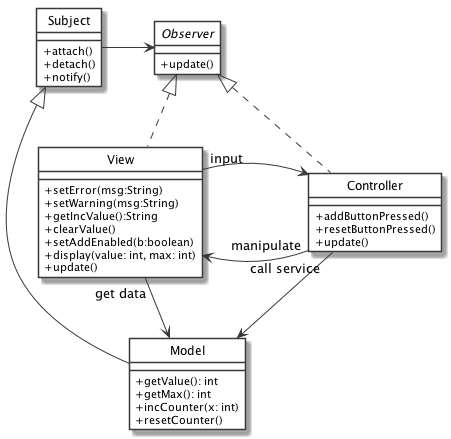 Subject
+attach()
+detach()
+notify()
Observer
+update()
View
+setError(msg:String)
+setWarning(msg:String)
+getIncValue():String
+clearValue()
+setAddEnabled(b:boolean)
+display(value: int, max: int)
+update()
input
Controller
+addButtonPressed()
+resetButtonPressed()
+update()
manipulate
call service
get data
Model
+getValue(): int
+getMax(): int
+incCounter(x: int)
+resetCounter()